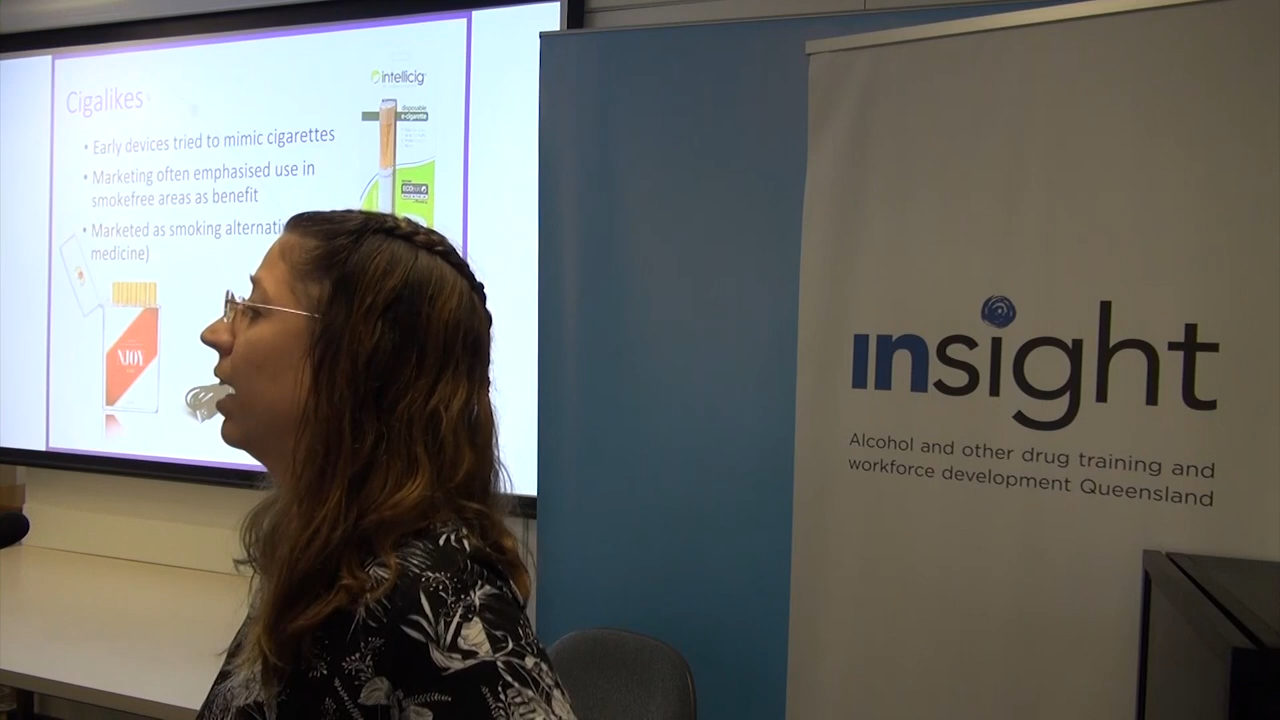 Cigalikes
• Early devices tried to mimic cigarettes
• Marketing often emphasised use in
smokefree areas as benefit
• Marketed as smoking
medicine)
intellicig
disposable
e-cigarette
NJOY
insight
Alcohol and other drug training and
workforce development Queensland